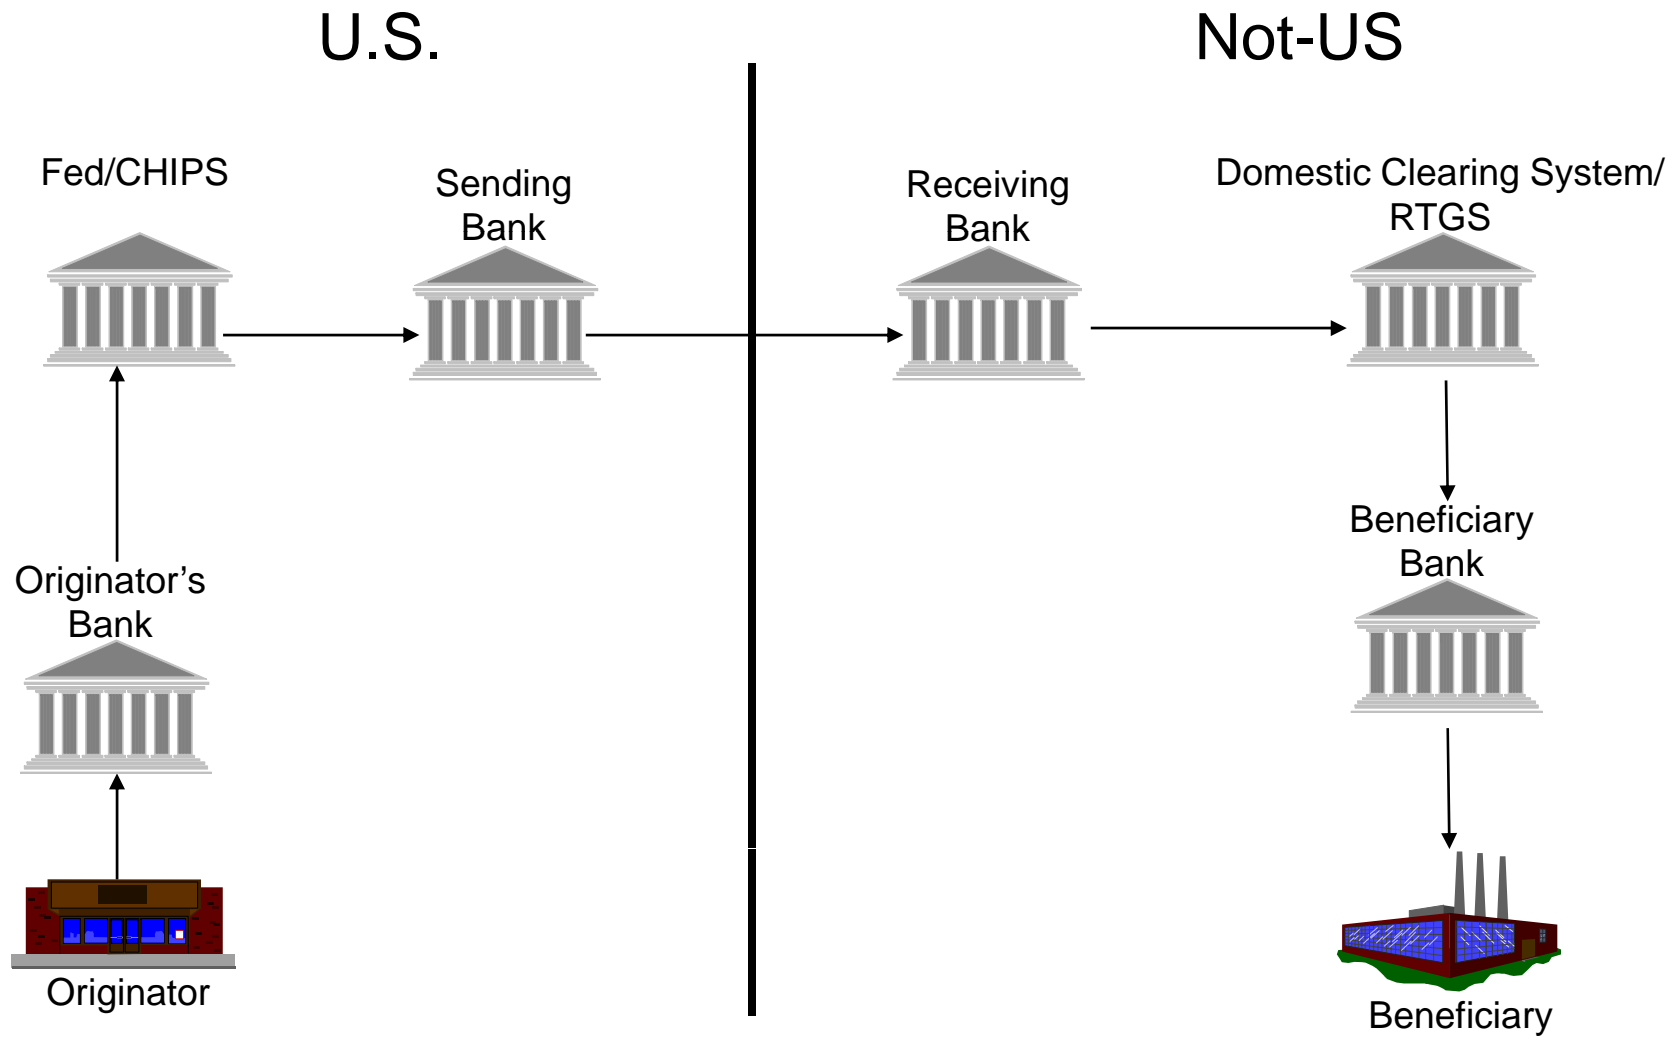 U.S.
Not-US
Fed/CHIPS
Sending
Bank
Receiving
Bank
Domestic Clearing System/
RTGS
Originator’s
Bank
Beneficiary
Bank
Originator
Beneficiary